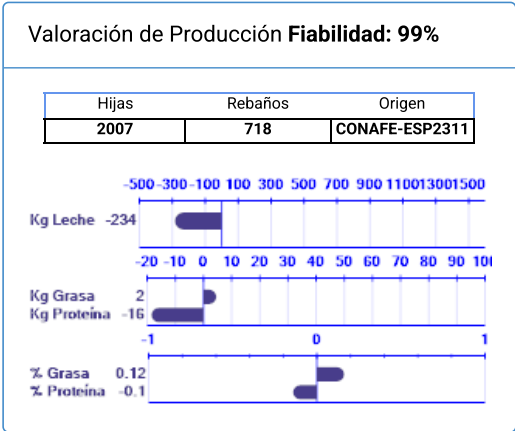 Valoración de Producción Fiabilidad: 99%
Hijas Rebaños Origen
2007 718 CONAFE-ESP2311
-500 -300 -100 100 300 500 700 900 1100 1300 1500
Kg Leche -234
-20 -10 0 10 20 30 40 50 60 70 80 90
Kg Grasa 2
Kg Proteína -16
-1 0 1
% Grasa 0.12
% Proteína -0.1